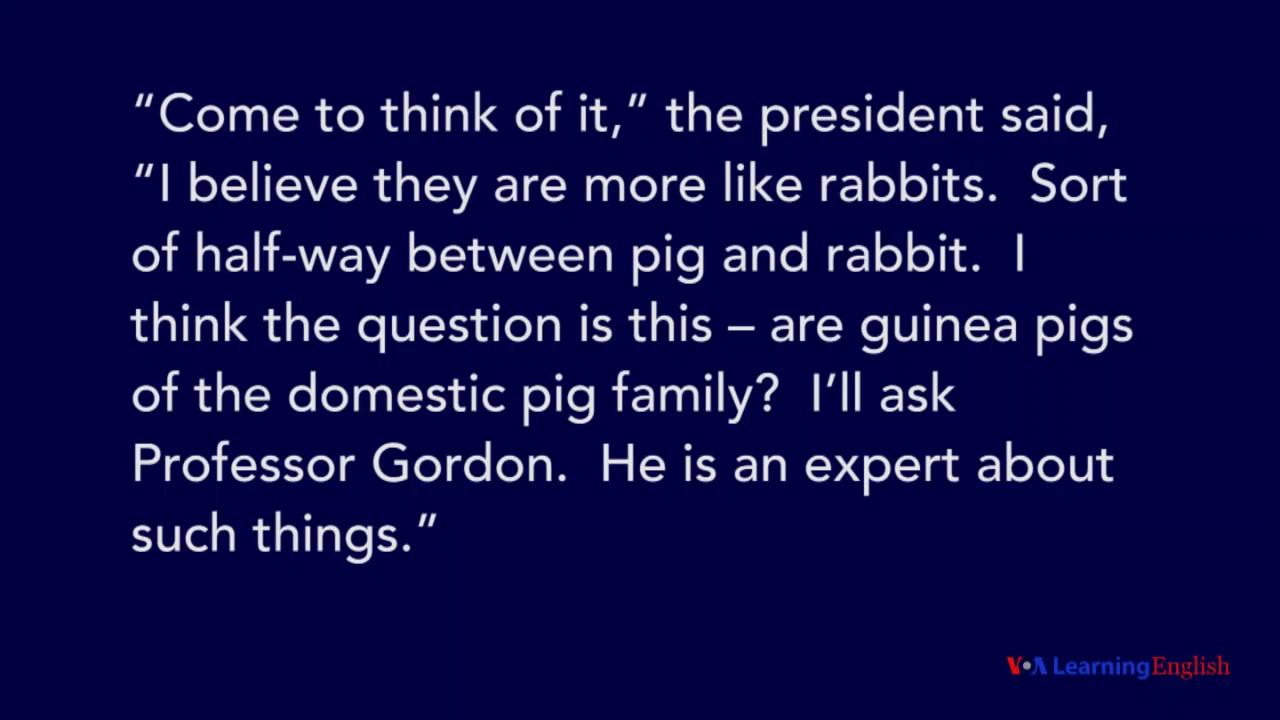 “Come to think of it,” the president said,
“I believe they are more like rabbits.  Sort
of half-way between pig and rabbit.  I
think the question is this – are guinea pigs
of the domestic pig family?  I’ll ask
Professor Gordon.  He is an expert about
such things.”
VOA Learning English